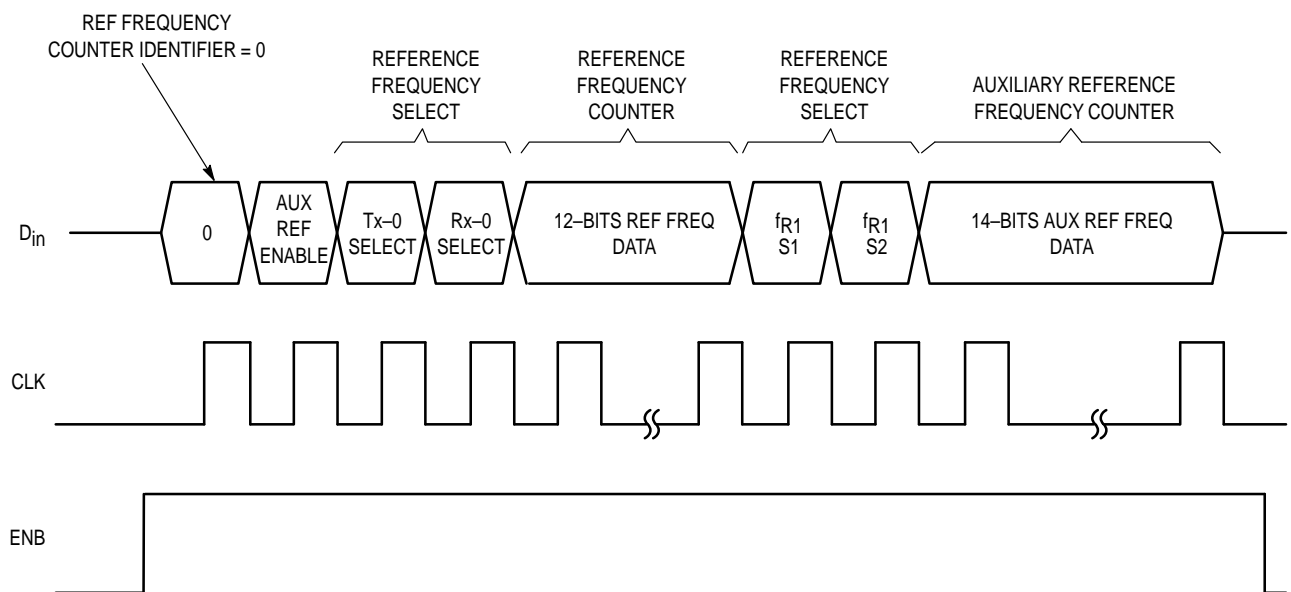 REF FREQUENCY
COUNTER IDENTIFIER = 0
REFERENCE
FREQUENCY
SELECT
REFERENCE
FREQUENCY
COUNTER
REFERENCE
FREQUENCY
SELECT
AUXILIARY REFERENCE
FREQUENCY COUNTER
Din
0
AUX
REF
ENABLE
Tx–0
SELECT
Rx–0
SELECT
12–BITS REF FREQ
DATA
fR1
S1
fR1
S2
14–BITS AUX REF FREQ
DATA
CLK
ENB